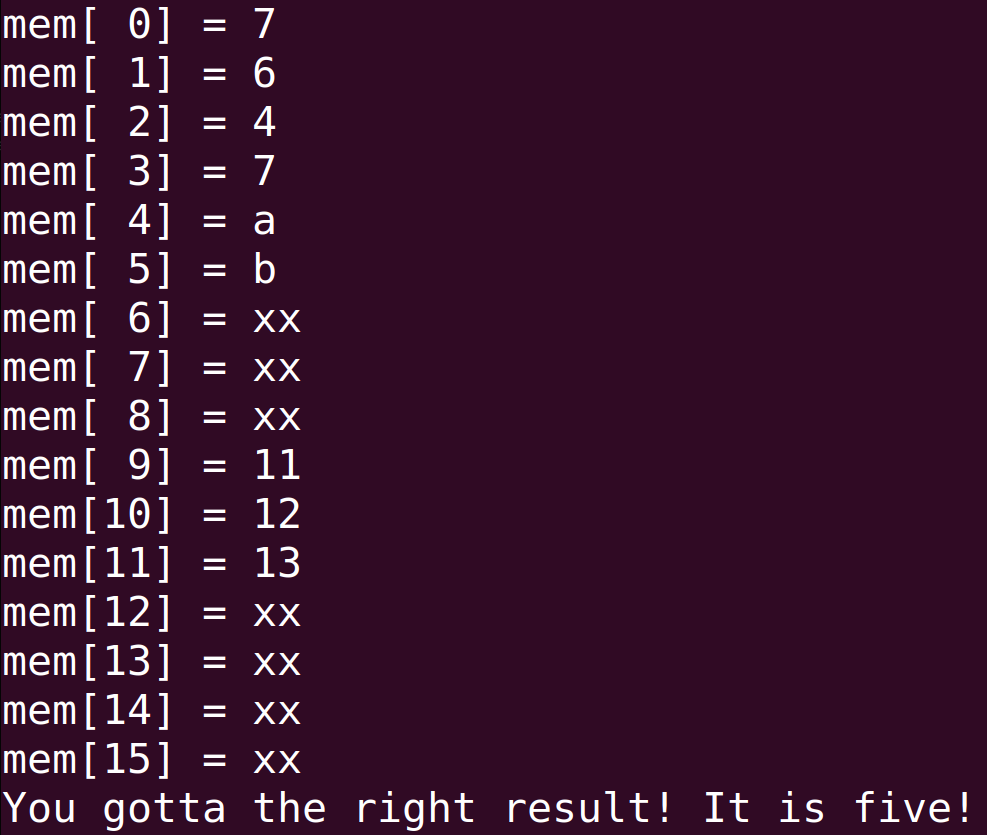 mem[ 0] = 7
mem[ 1] = 6
mem[ 2] = 4
mem[ 3] = 7
mem[ 4] = a
mem[ 5] = b
mem[ 6] = xx
mem[ 7] = xx
mem[ 8] = xx
mem[ 9] = 11
mem[10] = 12
mem[11] = 13
mem[12] = xx
mem[13] = xx
mem[14] = xx
mem[15] = xx
You gotta the right result! It is five!